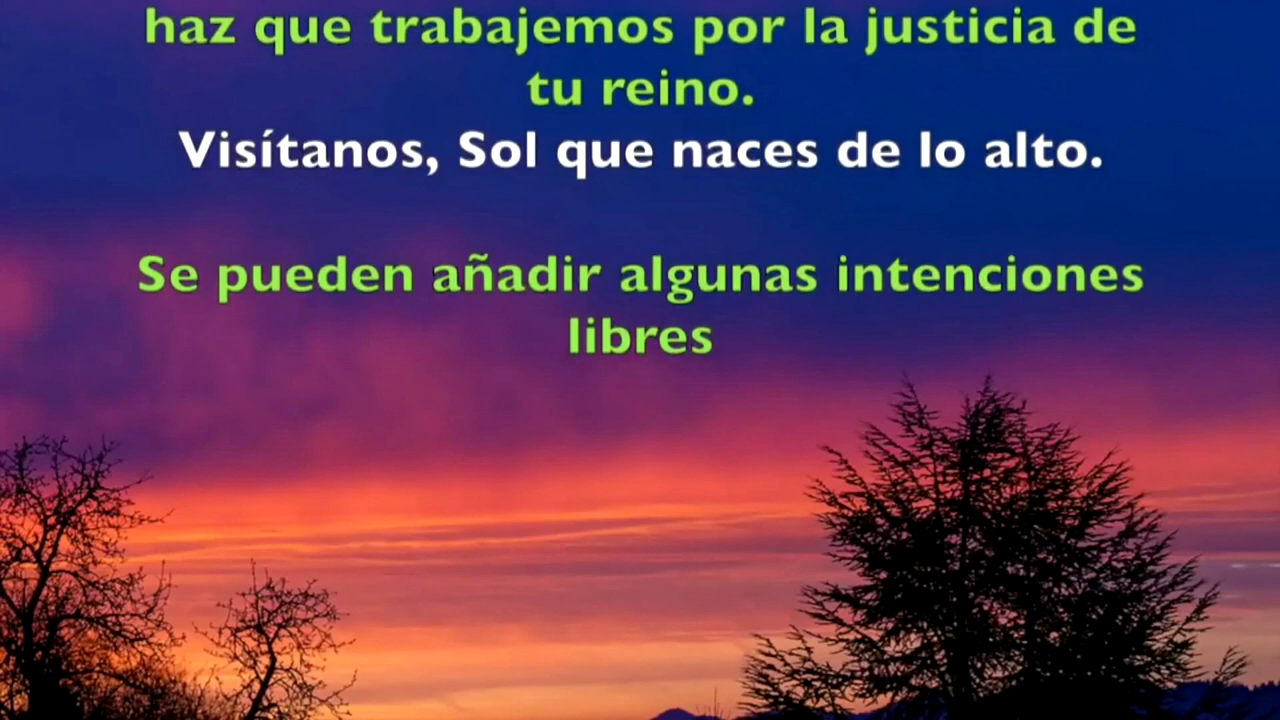 haz que trabajemos por la justicia de
tu reino.
Visítanos, Sol que naces de lo alto.
Se pueden añadir algunas intenciones
libres